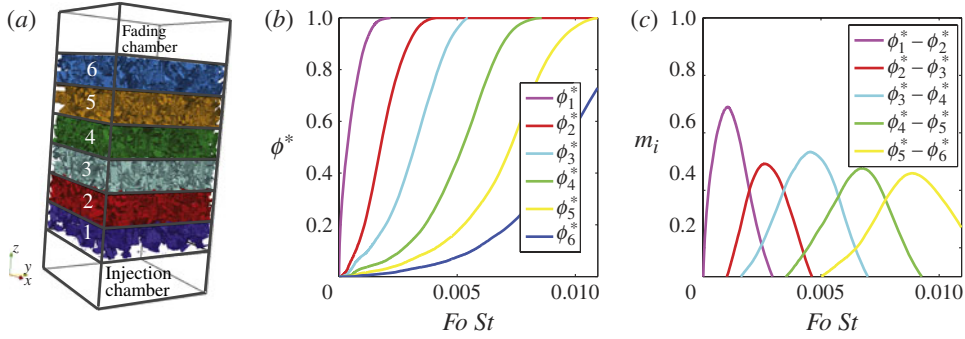 (a)
Fading
chamber
6
5
4
3
2
1
Injection
chamber
z
y
x
(b)
1.0
0.8
0.6
0.4
0.2
0
0.005
0.010
ϕ*
Fo St
ϕ₁*
ϕ₂*
ϕ₃*
ϕ₄*
ϕ₅*
ϕ₆*
(c)
1.0
0.8
0.6
0.4
0.2
0
0.005
0.010
mᵢ
Fo St
ϕ₁* − ϕ₂*
ϕ₂* − ϕ₃*
ϕ₃* − ϕ₄*
ϕ₄* − ϕ₅*
ϕ₅* − ϕ₆*